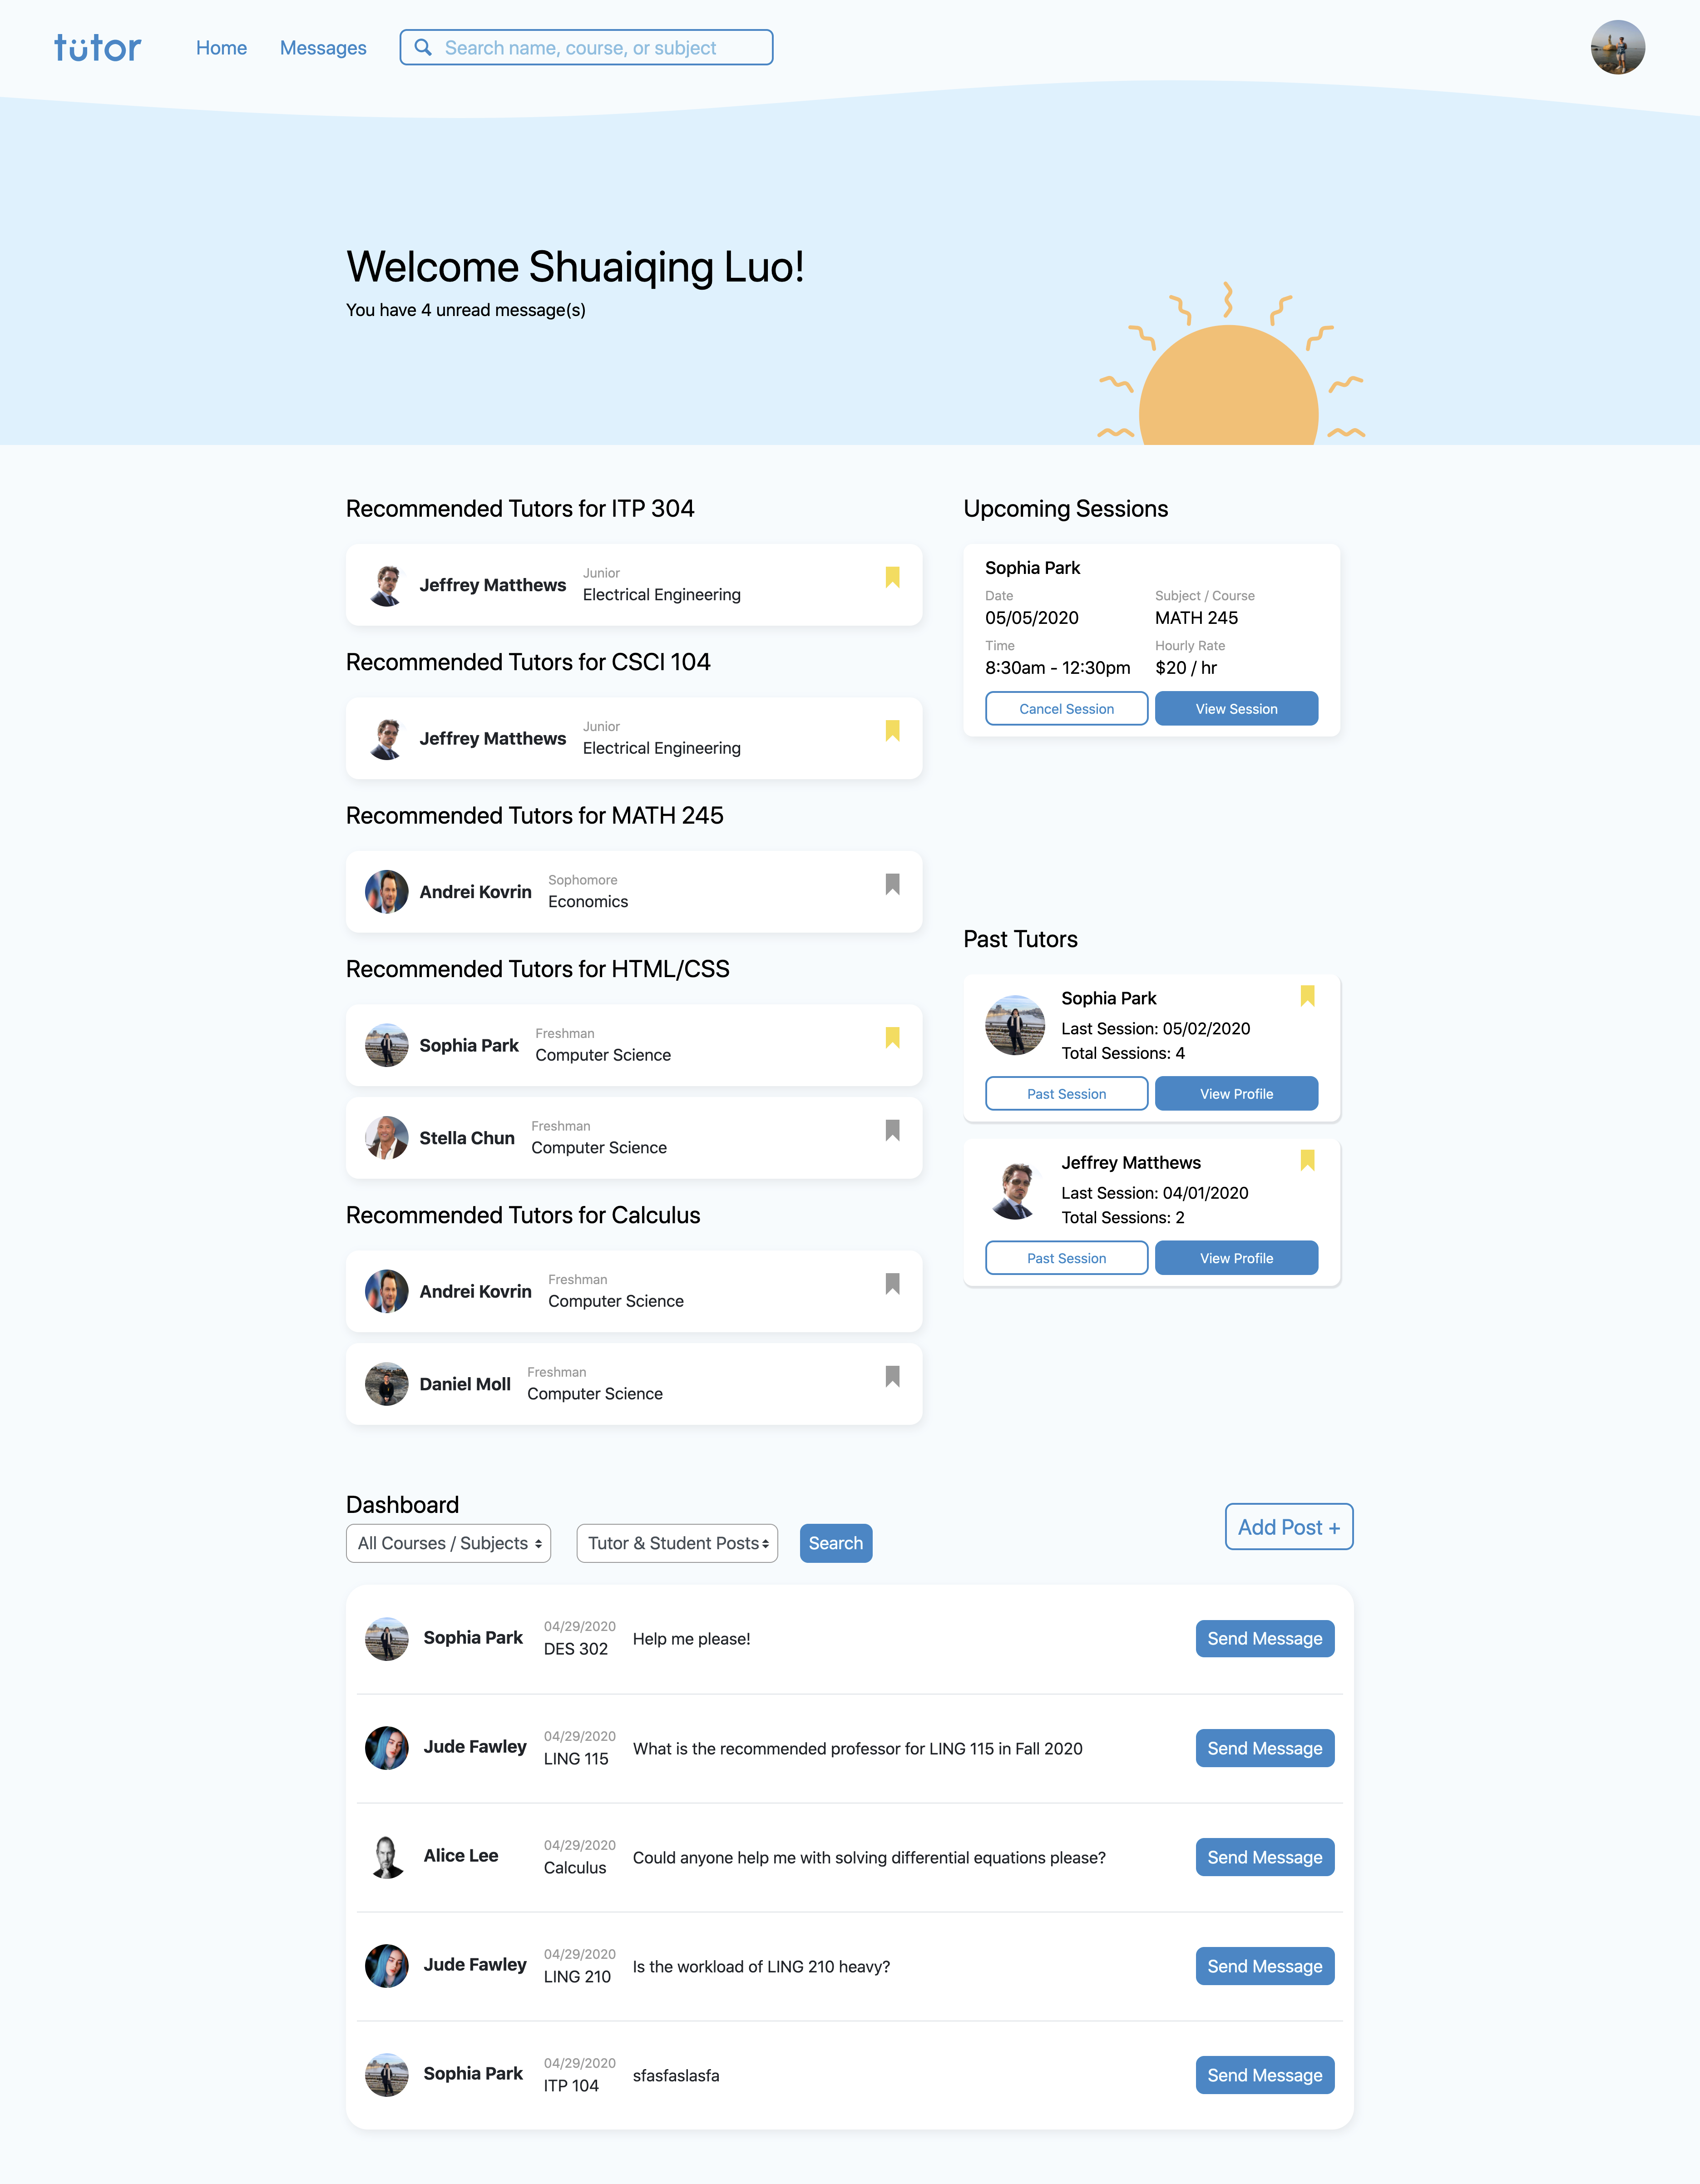 tütor
Home
Messages
Search name, course, or subject
Welcome Shuaiqing Luo!
You have 4 unread message(s)
Recommended Tutors for ITP 304
Jeffrey Matthews
Junior
Electrical Engineering
Recommended Tutors for CSCI 104
Jeffrey Matthews
Junior
Electrical Engineering
Recommended Tutors for MATH 245
Andrei Kovrin
Sophomore
Economics
Recommended Tutors for HTML/CSS
Sophia Park
Freshman
Computer Science
Stella Chun
Freshman
Computer Science
Recommended Tutors for Calculus
Andrei Kovrin
Freshman
Computer Science
Daniel Moll
Freshman
Computer Science
Upcoming Sessions
Sophia Park
Date
05/05/2020
Subject / Course
MATH 245
Time
8:30am - 12:30pm
Hourly Rate
$20 / hr
Cancel Session
View Session
Past Tutors
Sophia Park
Last Session: 05/02/2020
Total Sessions: 4
Past Session
View Profile
Jeffrey Matthews
Last Session: 04/01/2020
Total Sessions: 2
Past Session
View Profile
Dashboard
All Courses / Subjects
Tutor & Student Posts
Search
Add Post +
Sophia Park
04/29/2020
DES 302
Help me please!
Send Message
Jude Fawley
04/29/2020
LING 115
What is the recommended professor for LING 115 in Fall 2020
Send Message
Alice Lee
04/29/2020
Calculus
Could anyone help me with solving differential equations please?
Send Message
Jude Fawley
04/29/2020
LING 210
Is the workload of LING 210 heavy?
Send Message
Sophia Park
04/29/2020
ITP 104
sfasfaslasfa
Send Message